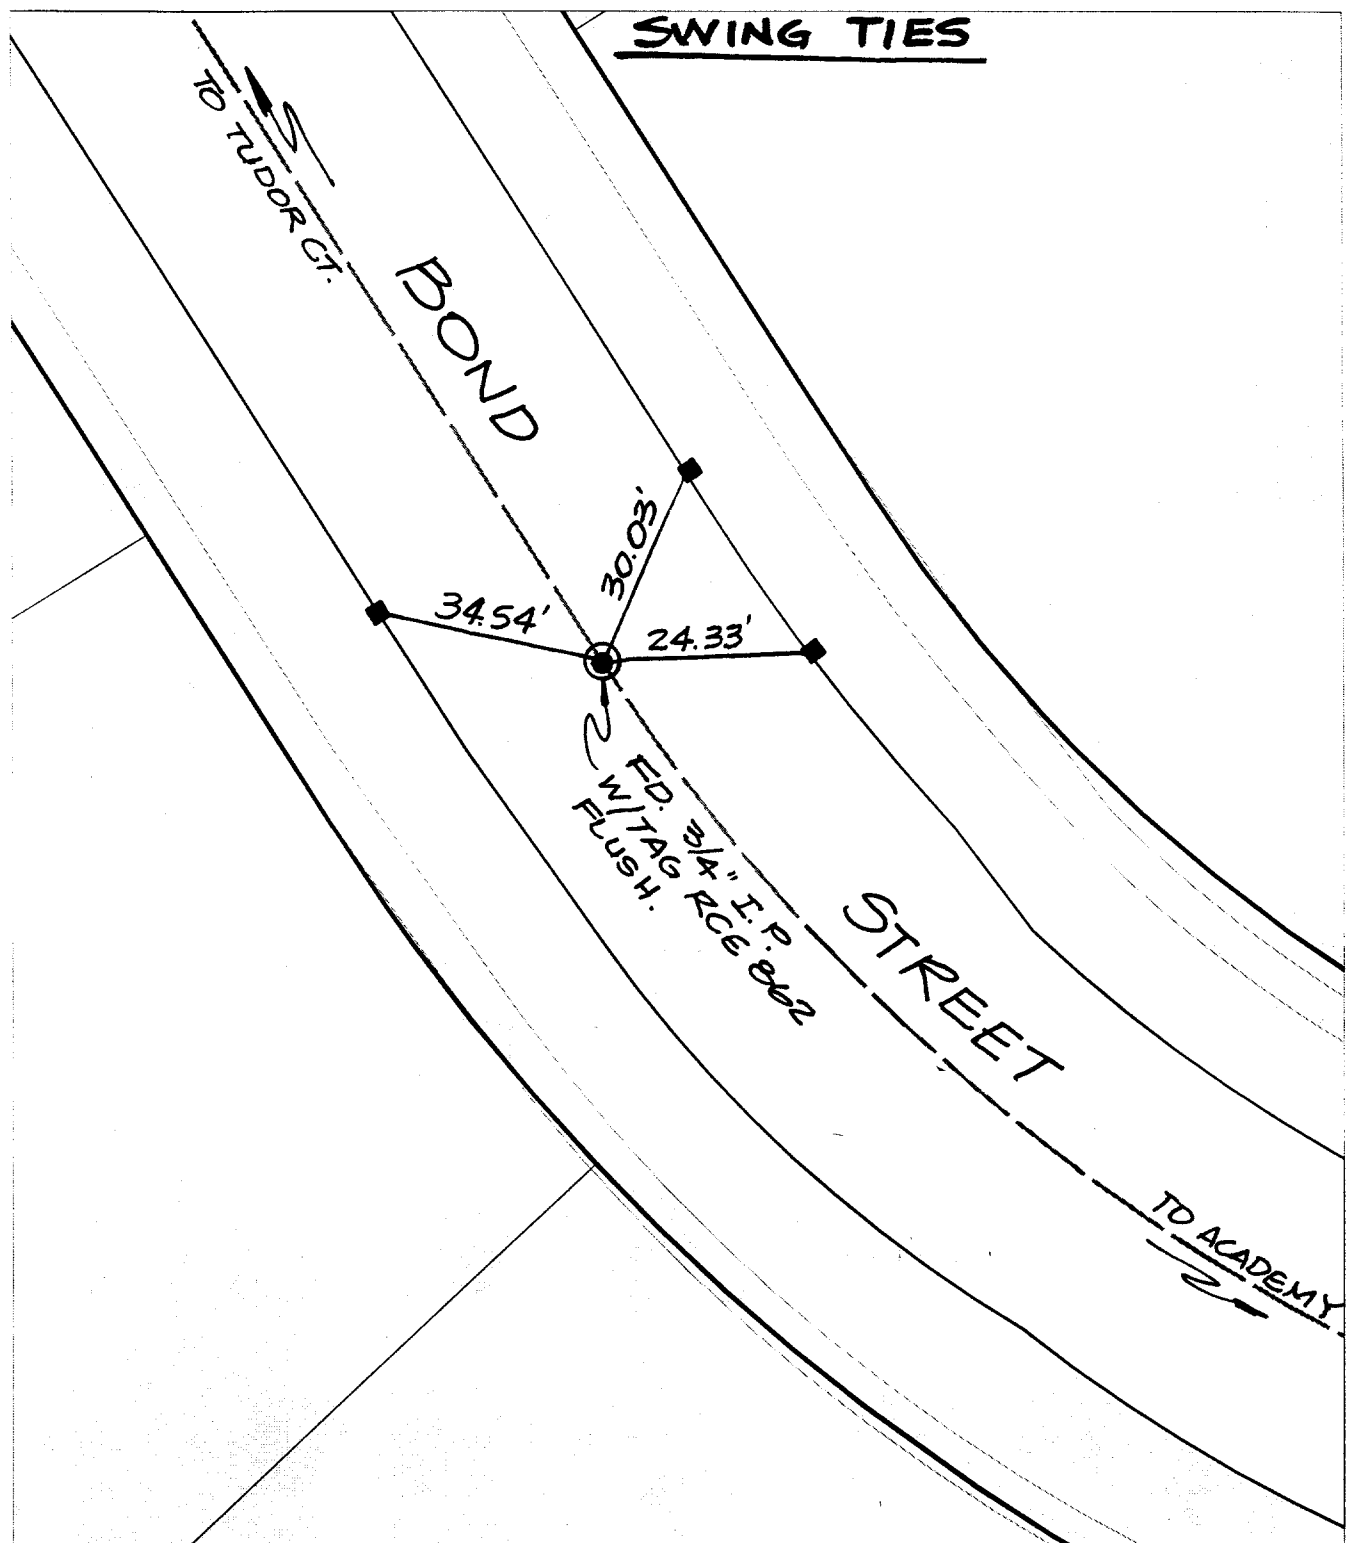 SWING TIES
TO TUDOR CT.
BOND
30.03'
34.54'
24.33'
FD. 3/4" I.P.
W/TAG RCE 862
FLUSH.
STREET
TO ACADEMY